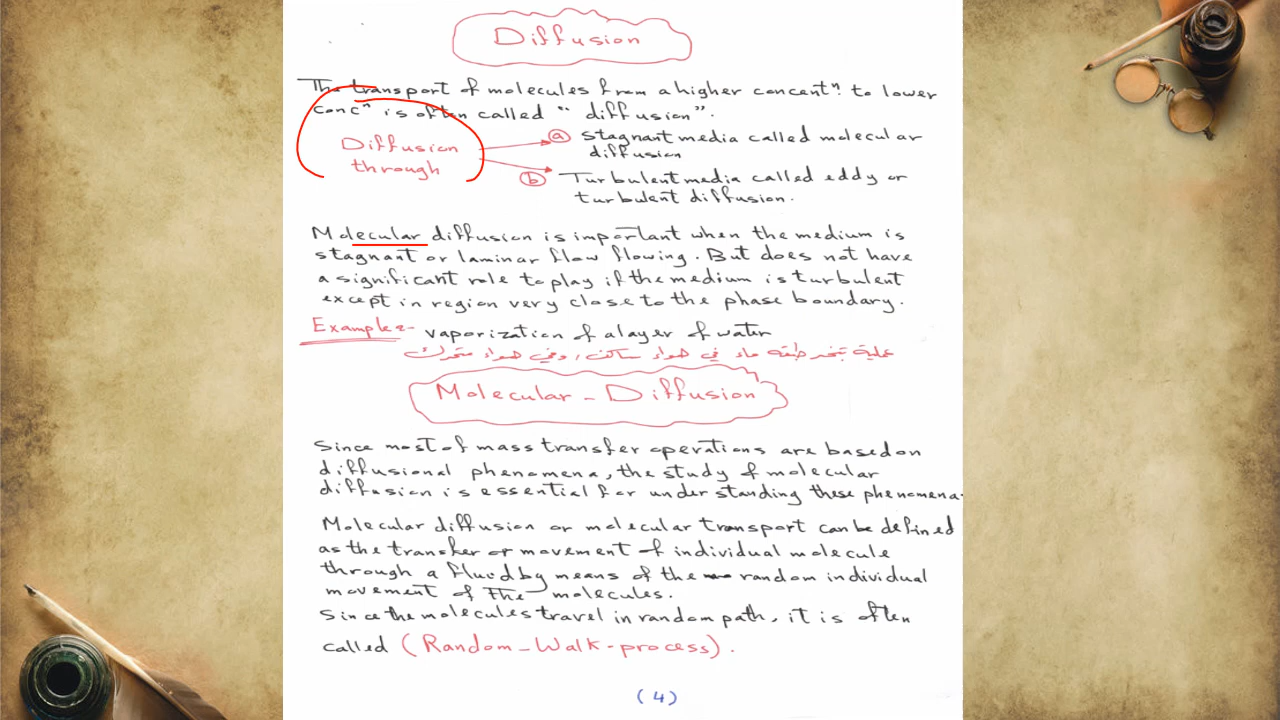 Diffusion
The transport of molecules from a higher concentⁿ. to lower
concⁿ is often called "diffusion".
Diffusion through
ⓐ Stagnant media called molecular
diffusion
ⓑ Turbulent media called eddy or
turbulent diffusion.
Molecular diffusion is important when the medium is
stagnant or laminar flow flowing. But does not have
a significant role to play if the medium is turbulent
except in region very close to the phase boundary.
Example:- vaporization of a layer of water
عملية تبخر طبقة ماء في هواء ساكن، وفي هواء متحرك
Molecular - Diffusion
Since most of mass transfer operations are based on
diffusional phenomena, the study of molecular
diffusion is essential for understanding these phenomena.
Molecular diffusion or molecular transport can be defined
as the transfer or movement of individual molecule
through a fluid by means of the random individual
movement of The molecules.
Since the molecules travel in random path, it is often
called (Random-Walk-process).
(4)